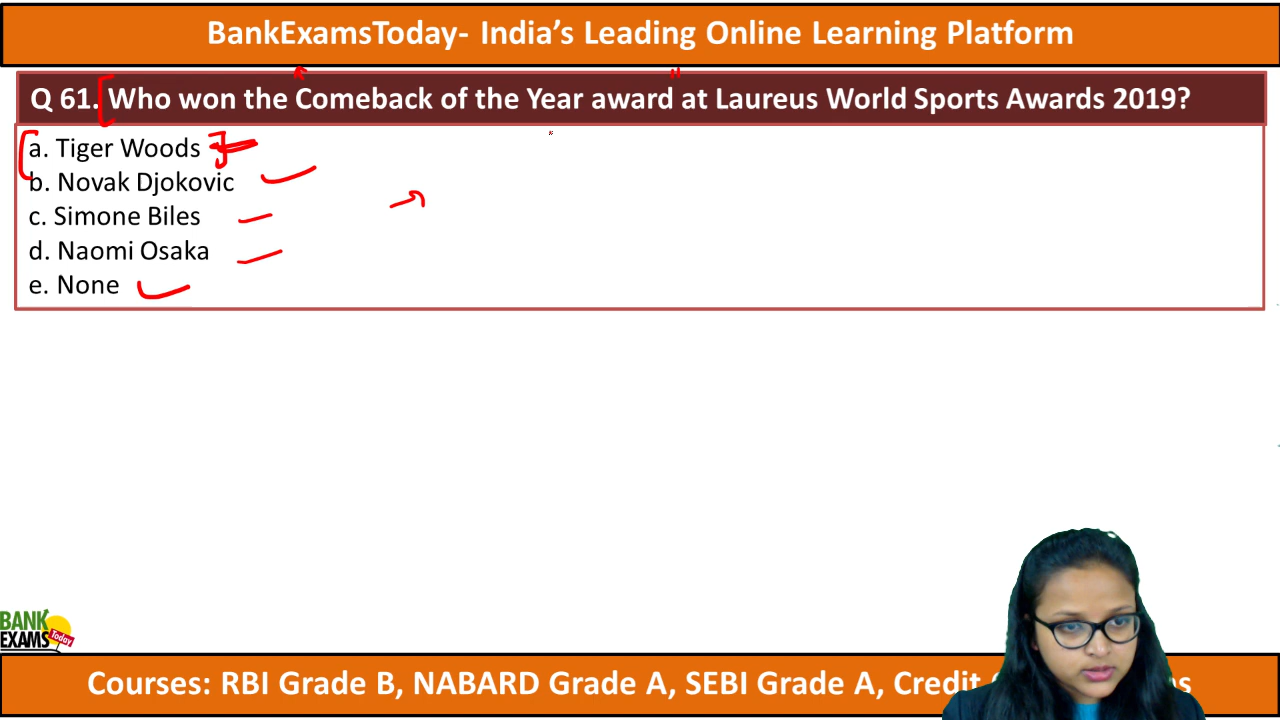 BankExamsToday- India's Leading Online Learning Platform
Q 61. Who won the Comeback of the Year award at Laureus World Sports Awards 2019?
a. Tiger Woods
b. Novak Djokovic
c. Simone Biles
d. Naomi Osaka
e. None
BANK
EXAMS
Today
Courses: RBI Grade B, NABARD Grade A, SEBI Grade A, Credit